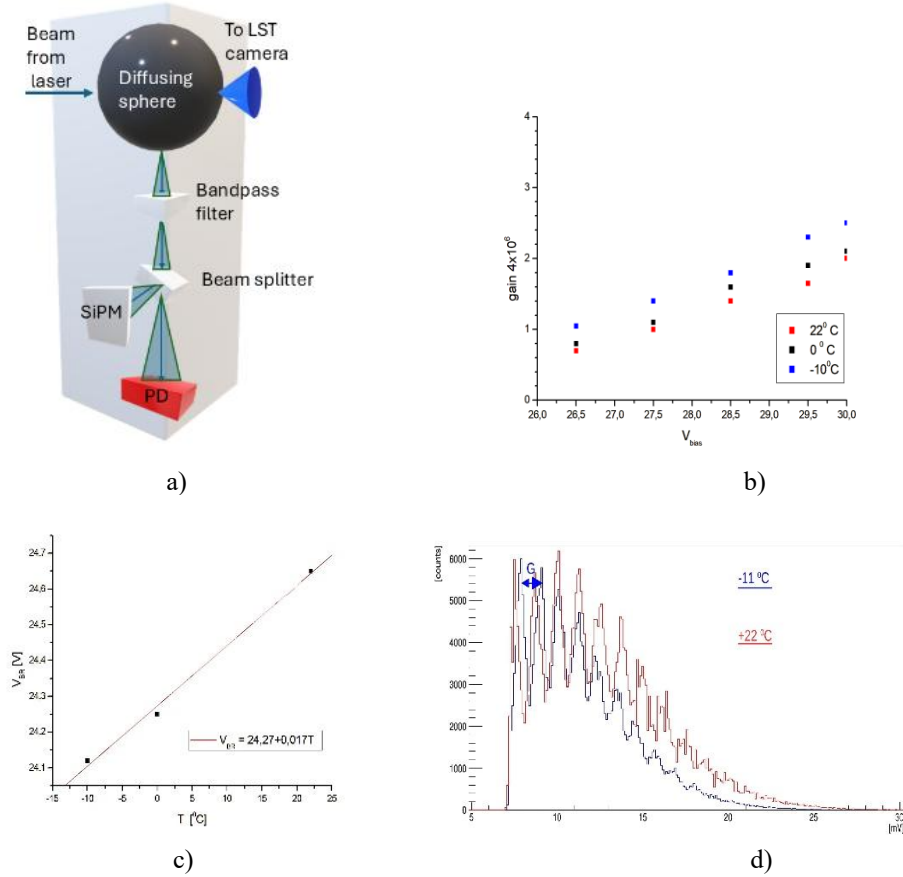 Beam
from
laser
To LST
camera
Diffusing
sphere
Bandpass
filter
Beam splitter
SiPM
PD
a)
gain 4x10⁶
4
3
2
1
0
26,0 26,5 27,0 27,5 28,0 28,5 29,0 29,5 30,0
V_bias
22⁰ C
0 ⁰ C
-10⁰C
b)
V_BR [V]
24.7
24.6
24.5
24.4
24.3
24.2
24.1
-15 -10 -5 0 5 10 15 20 25
T [⁰C]
V_BR = 24,27+0,017T
c)
[counts]
6000
5000
4000
3000
2000
1000
0
5 10 15 20 25 30
[mV]
G
-11 ⁰C
+22 ⁰C
d)